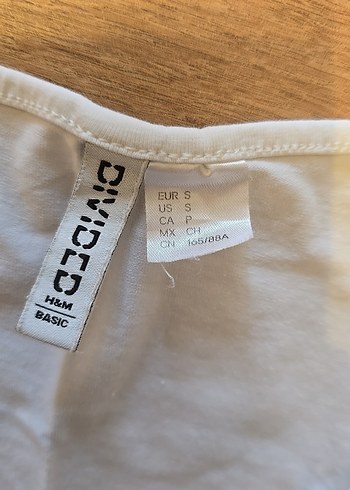 DIVIDED
H&M
BASIC
EUR S
US S
CA P
MX CH
CN 165/88A